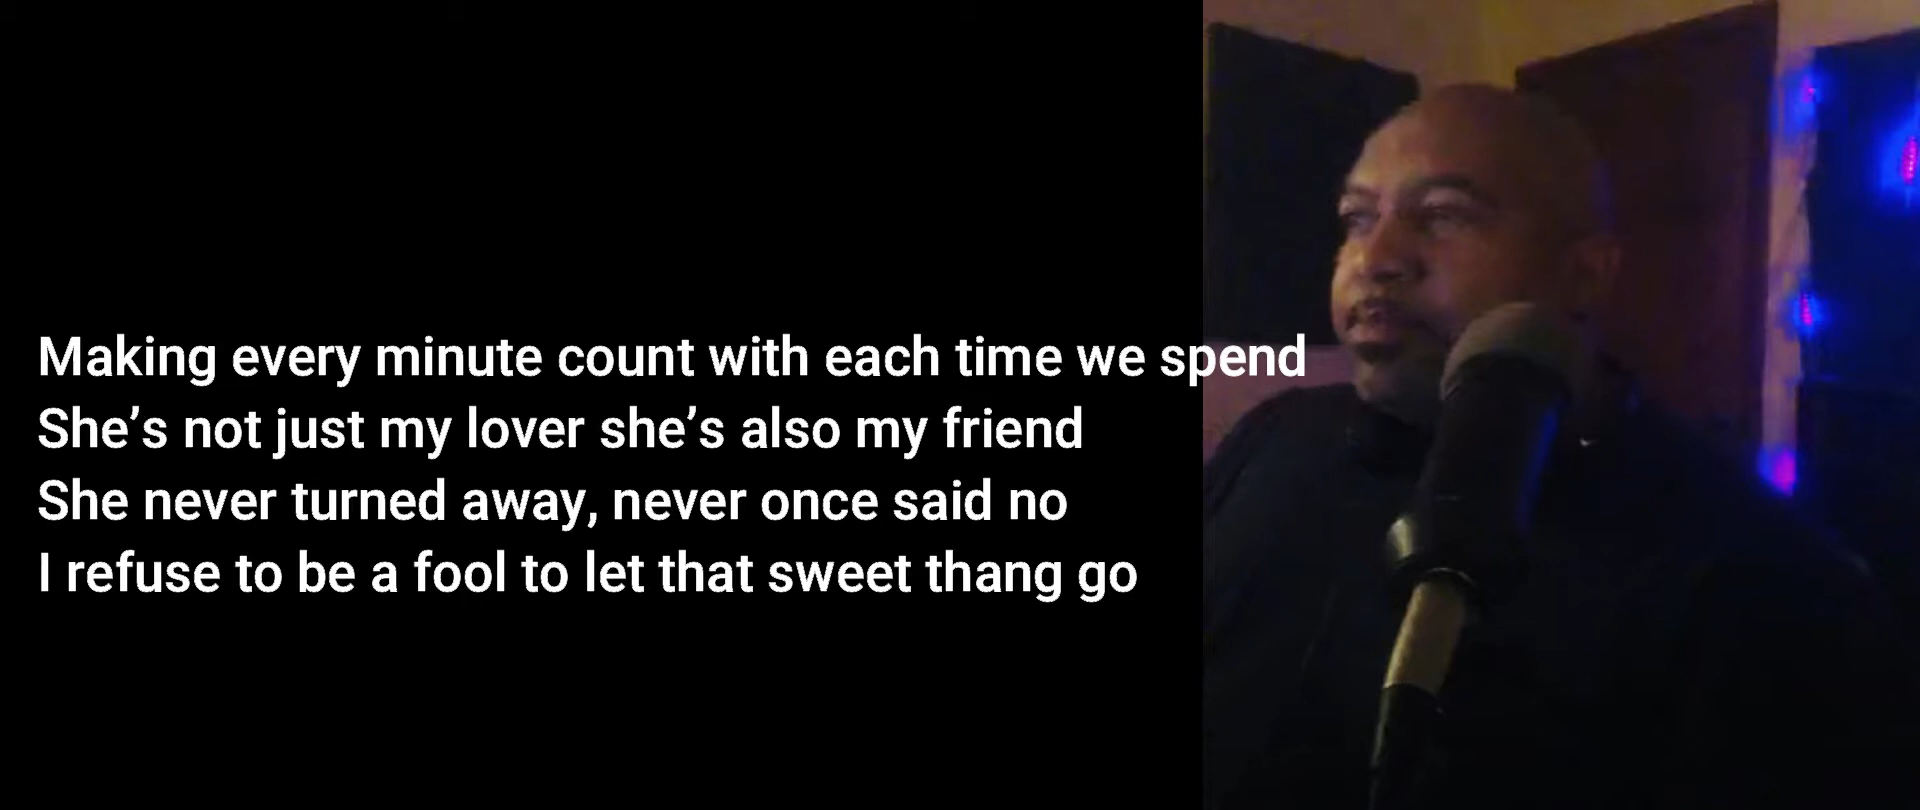 Making every minute count with each time we spend
She’s not just my lover she’s also my friend
She never turned away, never once said no
I refuse to be a fool to let that sweet thang go